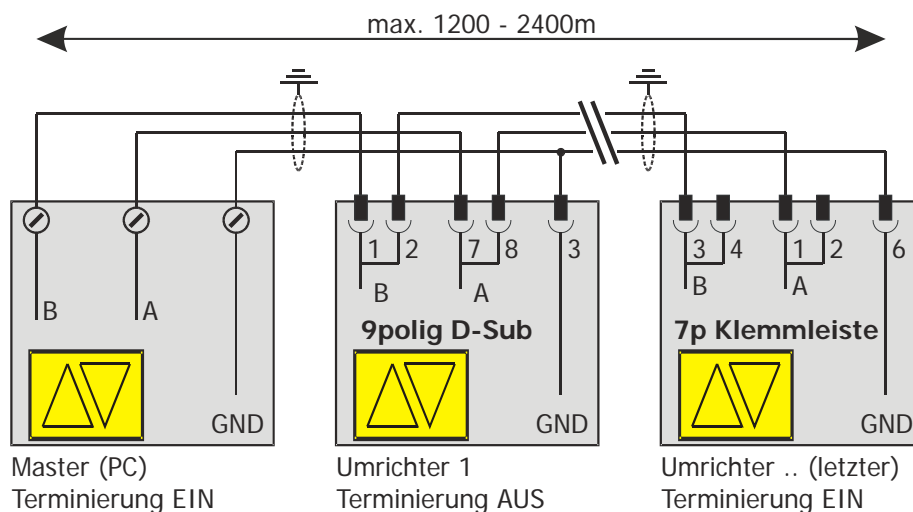 max. 1200 - 2400m
1 2 7 8 3
3 4 1 2 6
B A
B A
B A
9polig D-Sub
7p Klemmleiste
GND
GND
GND
Master (PC)
Terminierung EIN
Umrichter 1
Terminierung AUS
Umrichter .. (letzter)
Terminierung EIN